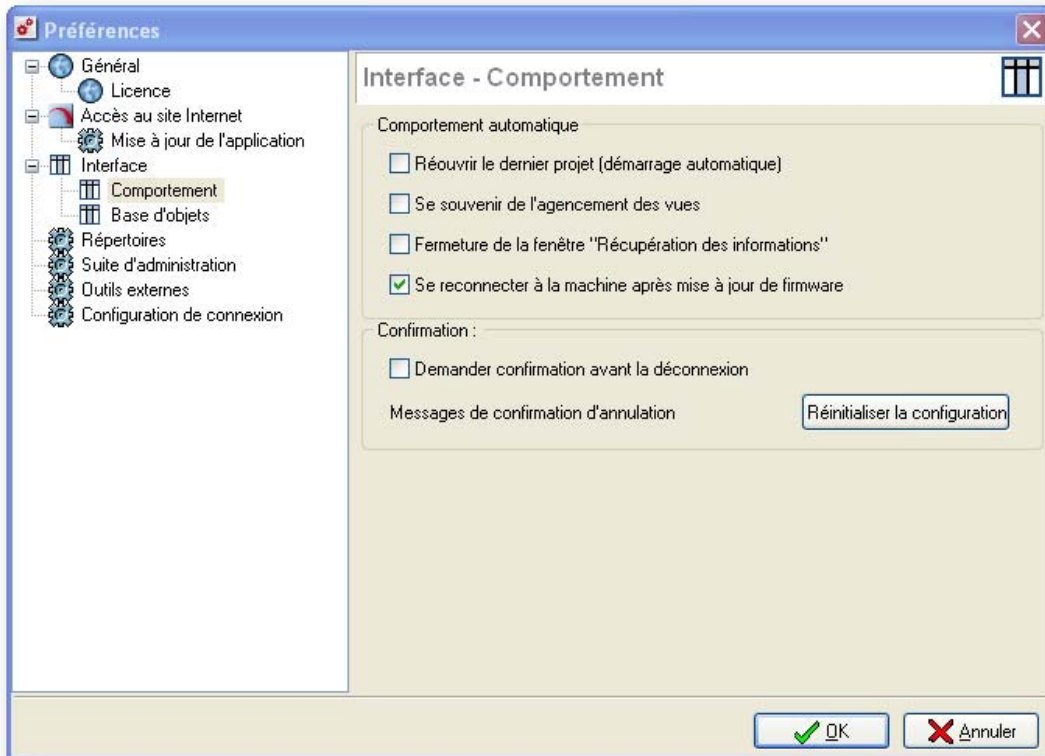 Préférences
Général
Licence
Accès au site Internet
Mise à jour de l'application
Interface
Comportement
Base d'objets
Répertoires
Suite d'administration
Outils externes
Configuration de connexion
Interface - Comportement
Comportement automatique
Réouvrir le dernier projet (démarrage automatique)
Se souvenir de l'agencement des vues
Fermeture de la fenêtre "Récupération des informations"
Se reconnecter à la machine après mise à jour de firmware
Confirmation :
Demander confirmation avant la déconnexion
Messages de confirmation d'annulation
Réinitialiser la configuration
OK
Annuler